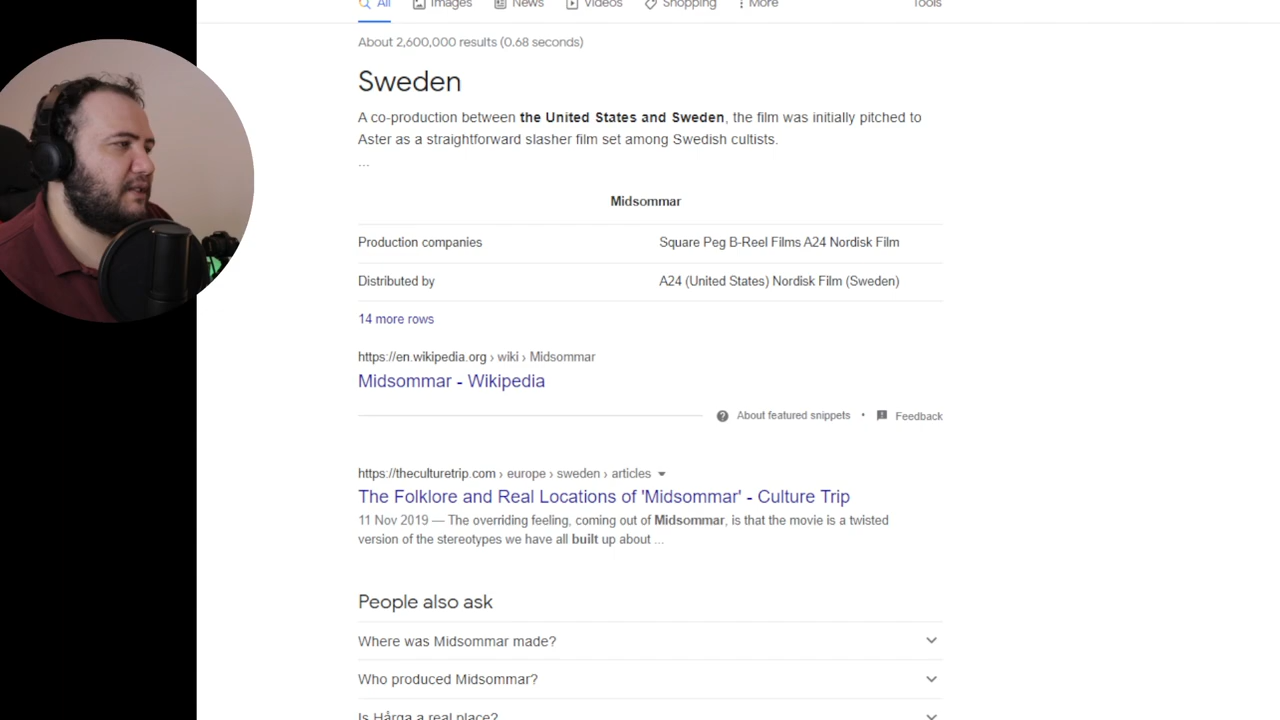 All Images News Videos Shopping More Tools
About 2,600,000 results (0.68 seconds)
Sweden
A co-production between the United States and Sweden, the film was initially pitched to
Aster as a straightforward slasher film set among Swedish cultists.
...
Midsommar
Production companies Square Peg B-Reel Films A24 Nordisk Film
Distributed by A24 (United States) Nordisk Film (Sweden)
14 more rows
https://en.wikipedia.org › wiki › Midsommar
Midsommar - Wikipedia
About featured snippets • Feedback
https://theculturetrip.com › europe › sweden › articles
The Folklore and Real Locations of 'Midsommar' - Culture Trip
11 Nov 2019 — The overriding feeling, coming out of Midsommar, is that the movie is a twisted
version of the stereotypes we have all built up about ...
People also ask
Where was Midsommar made?
Who produced Midsommar?
Is Hårga a real place?